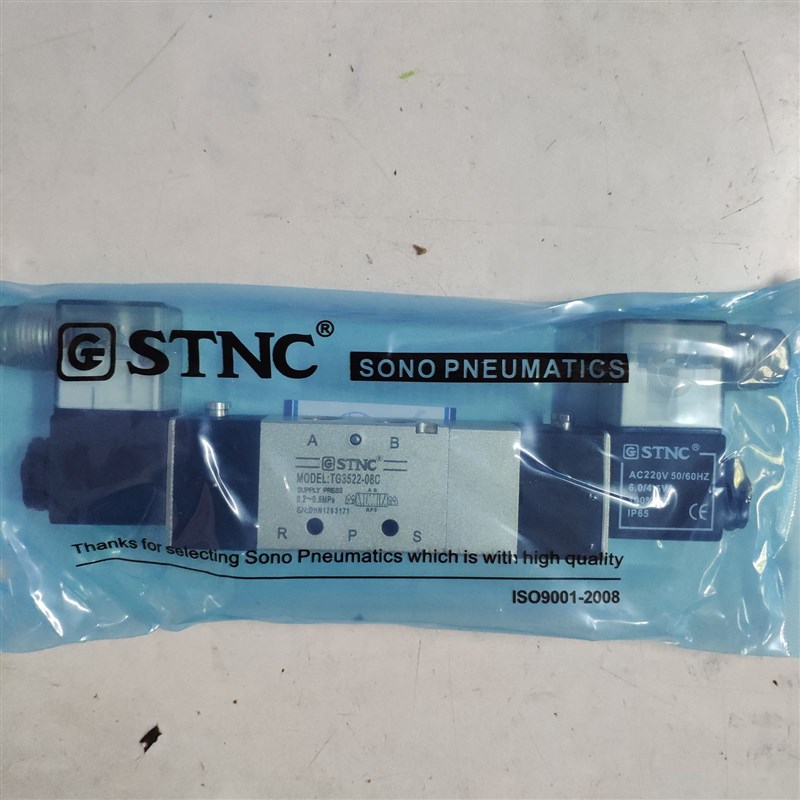 STNC®
SONO PNEUMATICS
A B
STNC®
MODEL:TG3522-08C
SUPPLY PRESS
0.2~0.8MPa
R P S
STNC®
AC220V 50/60HZ
IP65 CE
Thanks for selecting Sono Pneumatics which is with high quality
ISO9001-2008